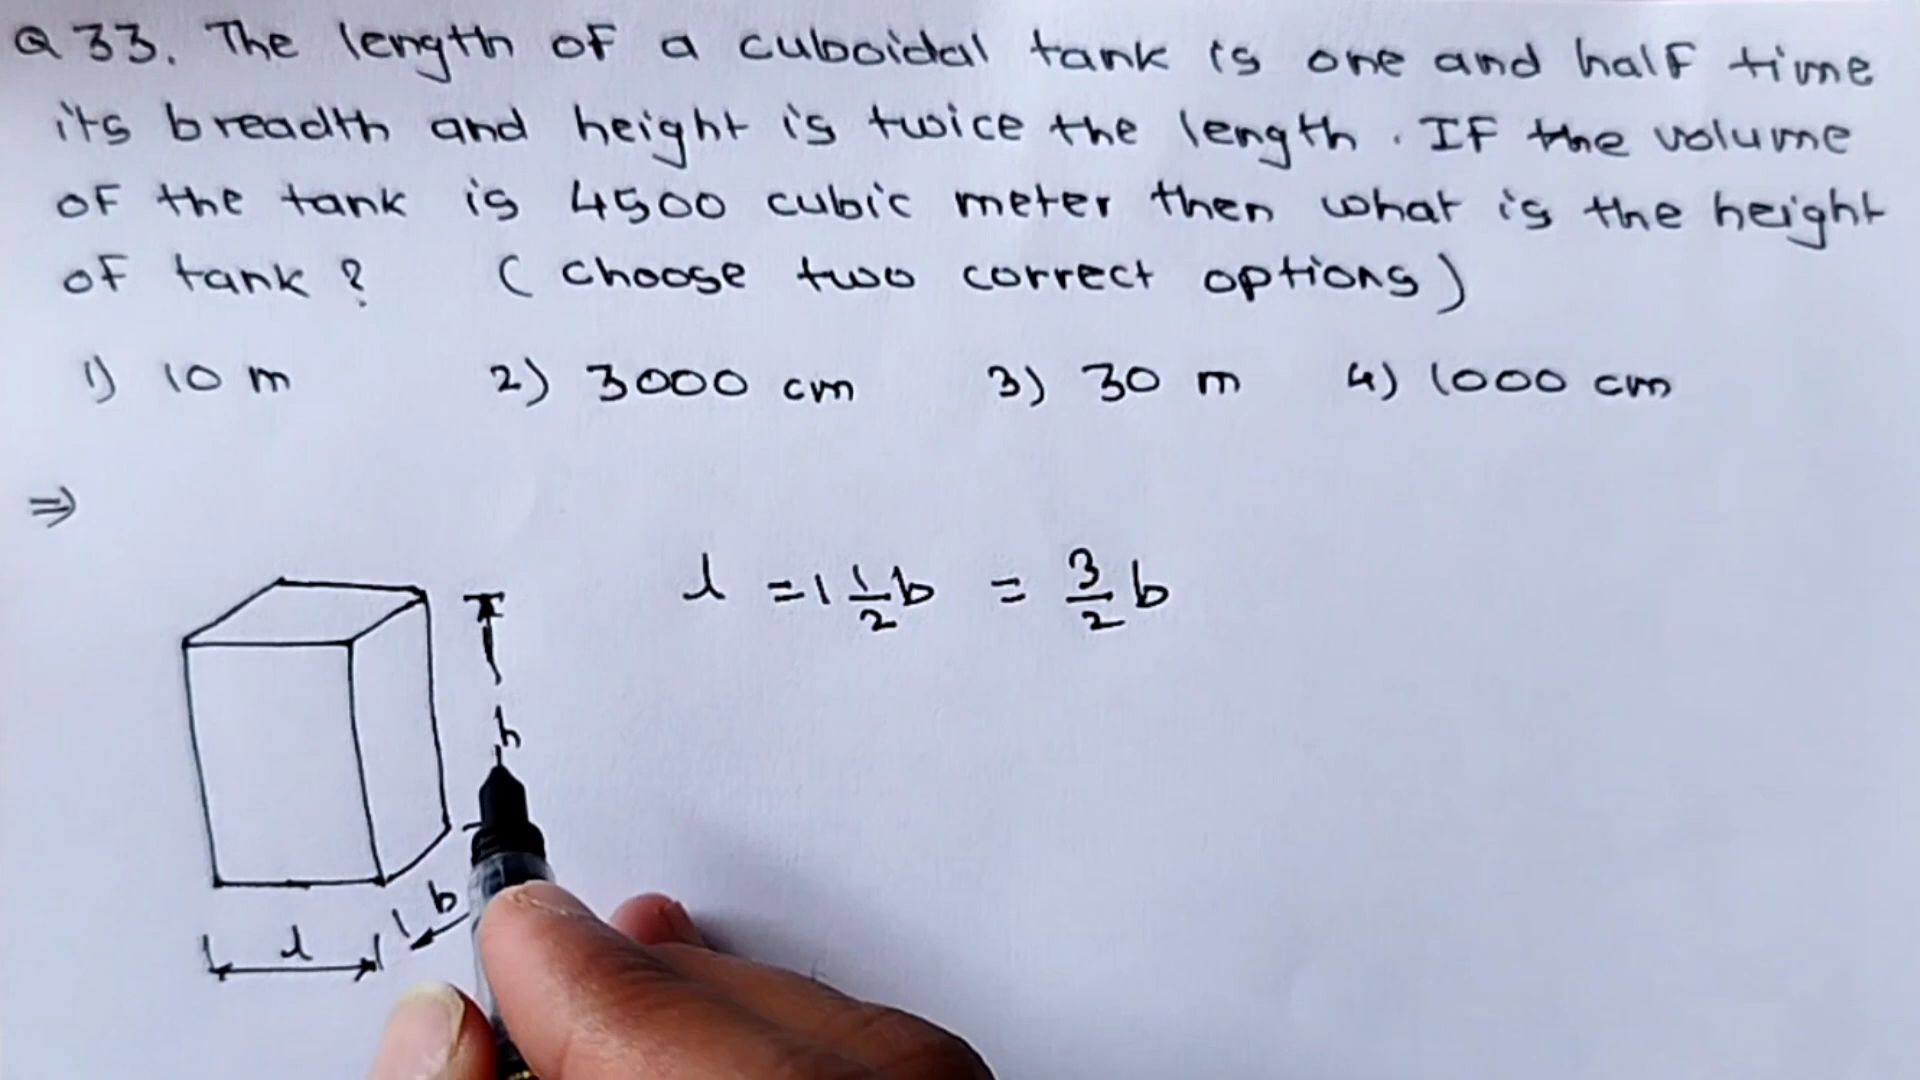 Q 33. The length of a cuboidal tank is one and half time
its breadth and height is twice the length. If the volume
of the tank is 4500 cubic meter then what is the height
of tank? (choose two correct options)
1) 10 m 2) 3000 cm 3) 30 m 4) 1000 cm
⇒
l = 1 1/2 b = 3/2 b
h
b
l